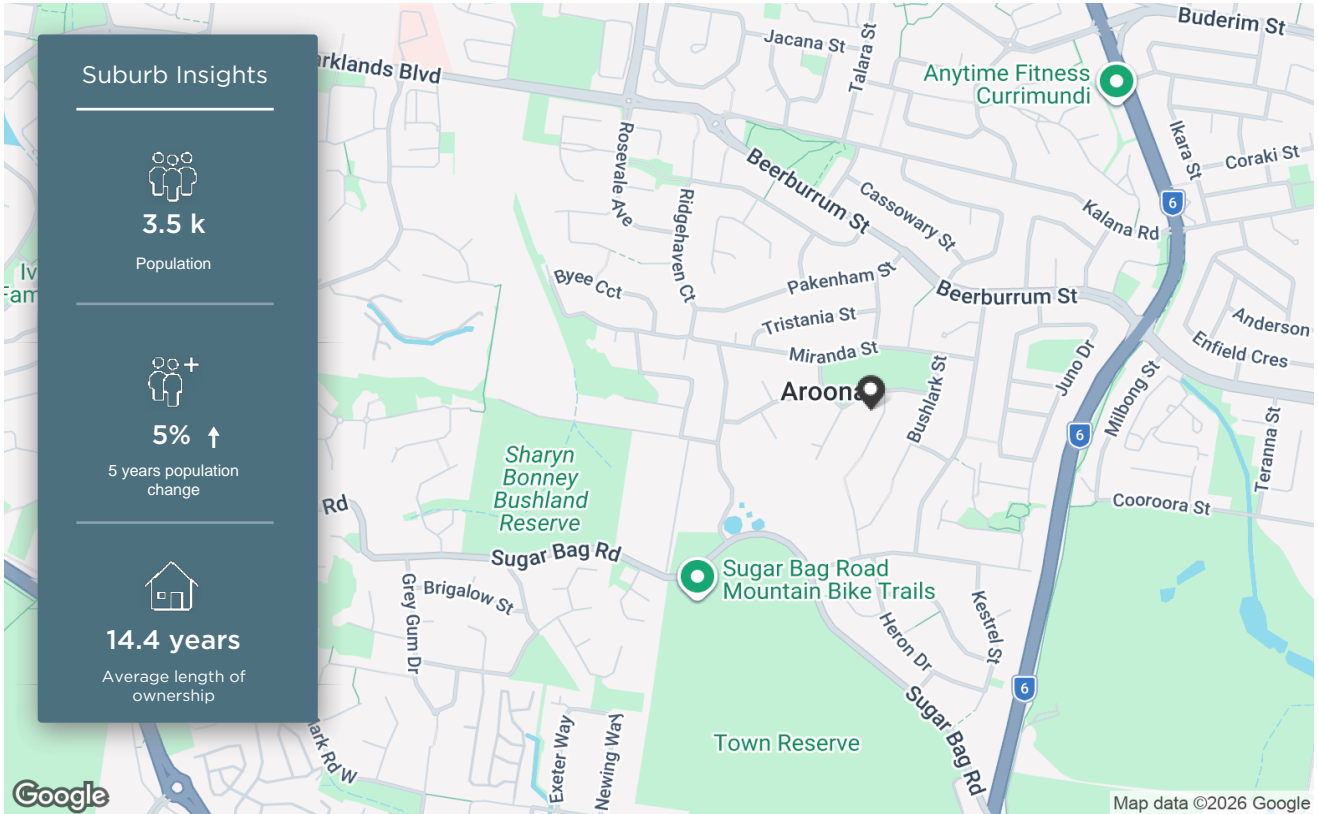 Suburb Insights
3.5 k
Population
5%
5 years population
change
14.4 years
Average length of
ownership
arklands Blvd
Jacana St
Talara St
Buderim St
Anytime Fitness
Currimundi
Ikara St
Coraki St
Rosevale Ave
Ridgehaven Ct
Beerburrum St
Cassowary St
Kalana Rd
6
Byee Cct
Pakenham St
Beerburrum St
Tristania St
Anderson
Enfield Cres
Miranda St
Juno Dr
Milbong St
Aroona
Bushlark St
6
Teranna St
Sharyn
Bonney
Bushland
Reserve
Cooroora St
Rd
Sugar Bag Rd
Sugar Bag Road
Mountain Bike Trails
Grey Gum Dr
Brigalow St
Kestrel St
Heron Dr
6
Sugar Bag Rd
Town Reserve
Exeter Way
Newing Way
ark Rd W
Google
Map data ©2026 Google